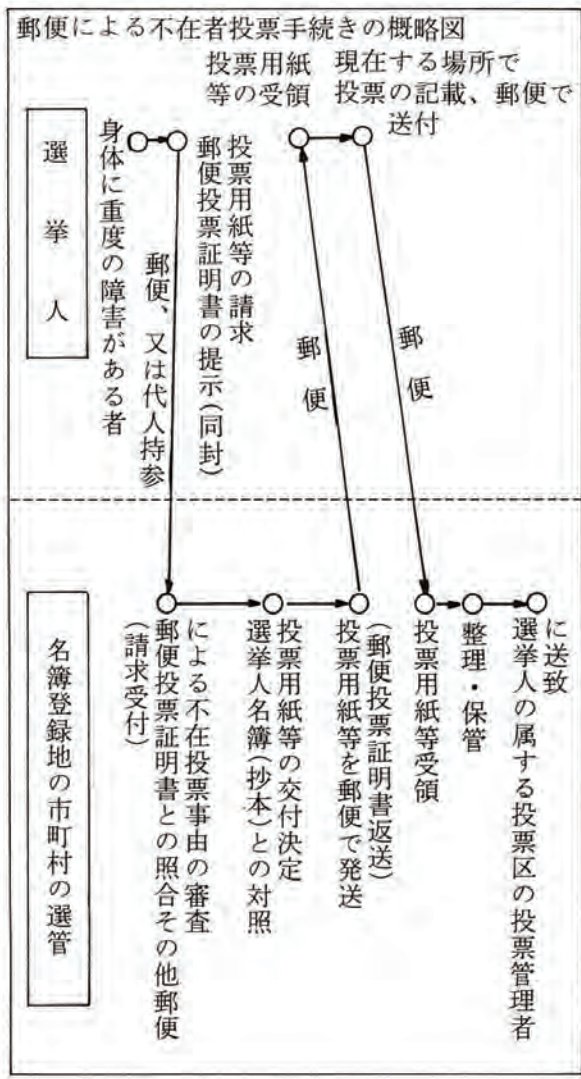 郵便による不在者投票手続きの概略図
選挙人
身体に重度の障害がある者
郵便、又は代人持参
投票用紙等の請求
郵便投票証明書の提示(同封)
投票用紙
等の受領
現在する場所で
投票の記載、郵便で
送付
郵便
郵便
名簿登録地の市町村の選管
(請求受付)
郵便投票証明書との照合その他郵便
による不在投票事由の審査
投票用紙等の交付決定
選挙人名簿(抄本)との対照
(郵便投票証明書返送)
投票用紙等を郵便で発送
投票用紙等受領
整理・保管
選挙人の属する投票区の投票管理者
に送致